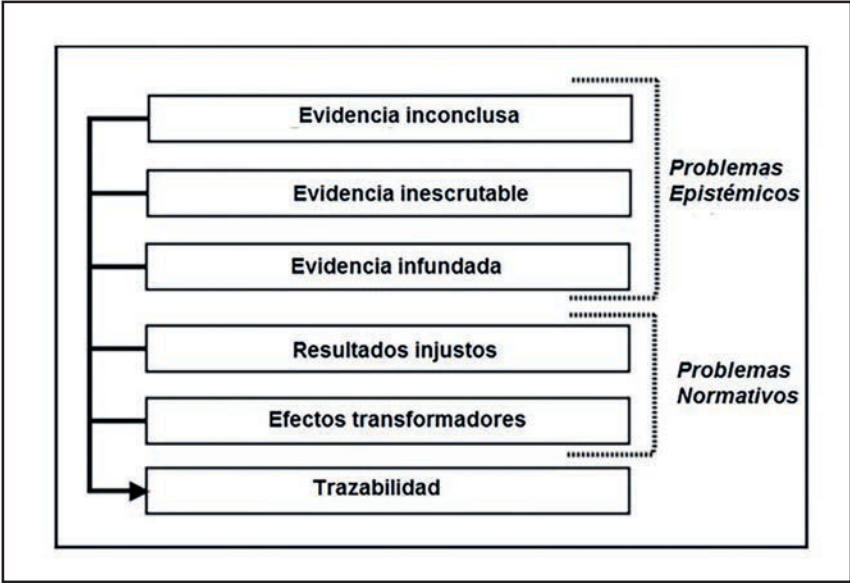 Evidencia inconclusa
Evidencia inescrutable
Evidencia infundada
Problemas
Epistémicos
Resultados injustos
Efectos transformadores
Problemas
Normativos
Trazabilidad